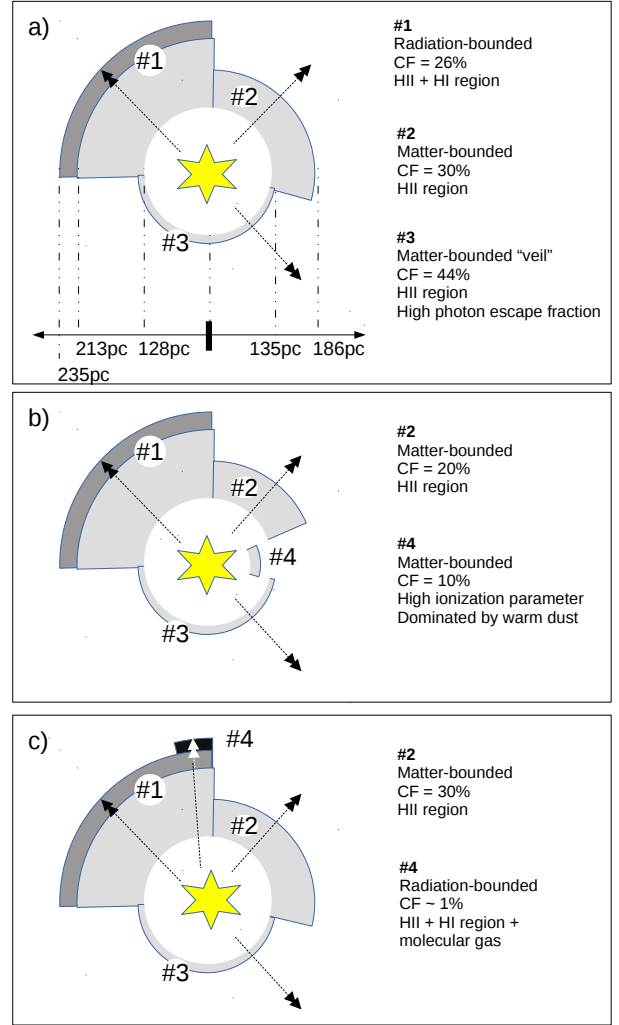 a)
#1
#2
#3
213pc
128pc
135pc
186pc
235pc
#1
Radiation-bounded
CF = 26%
HII + HI region
#2
Matter-bounded
CF = 30%
HII region
#3
Matter-bounded “veil”
CF = 44%
HII region
High photon escape fraction
b)
#1
#2
#4
#3
#2
Matter-bounded
CF = 20%
HII region
#4
Matter-bounded
CF = 10%
High ionization parameter
Dominated by warm dust
c)
#4
#1
#2
#3
#2
Matter-bounded
CF = 30%
HII region
#4
Radiation-bounded
CF ~ 1%
HII + HI region +
molecular gas